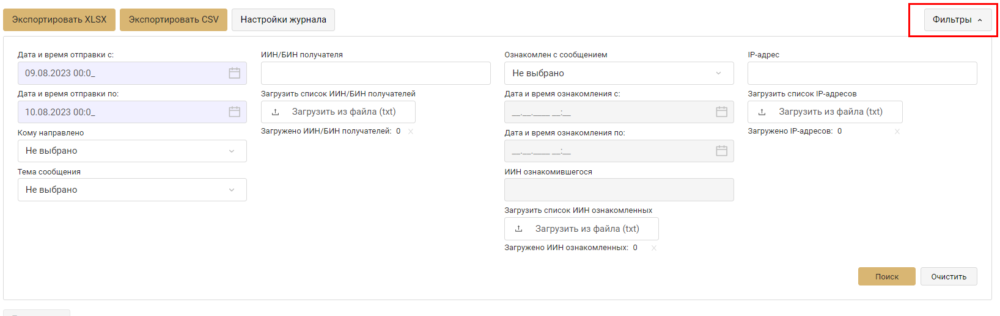 Экспортировать XLSX
Экспортировать CSV
Настройки журнала
Фильтры
Дата и время отправки с:
09.08.2023 00:0_
Дата и время отправки по:
10.08.2023 00:0_
Кому направлено
Не выбрано
Тема сообщения
Не выбрано
ИИН/БИН получателя
Загрузить список ИИН/БИН получателей
Загрузить из файла (txt)
Загружено ИИН/БИН получателей: 0
Ознакомлен с сообщением
Не выбрано
Дата и время ознакомления с:
__.__.____ __:__
Дата и время ознакомления по:
__.__.____ __:__
ИИН ознакомившегося
Загрузить список ИИН ознакомленных
Загрузить из файла (txt)
Загружено ИИН ознакомленных: 0
IP-адрес
Загрузить список IP-адресов
Загрузить из файла (txt)
Загружено IP-адресов: 0
Поиск
Очистить